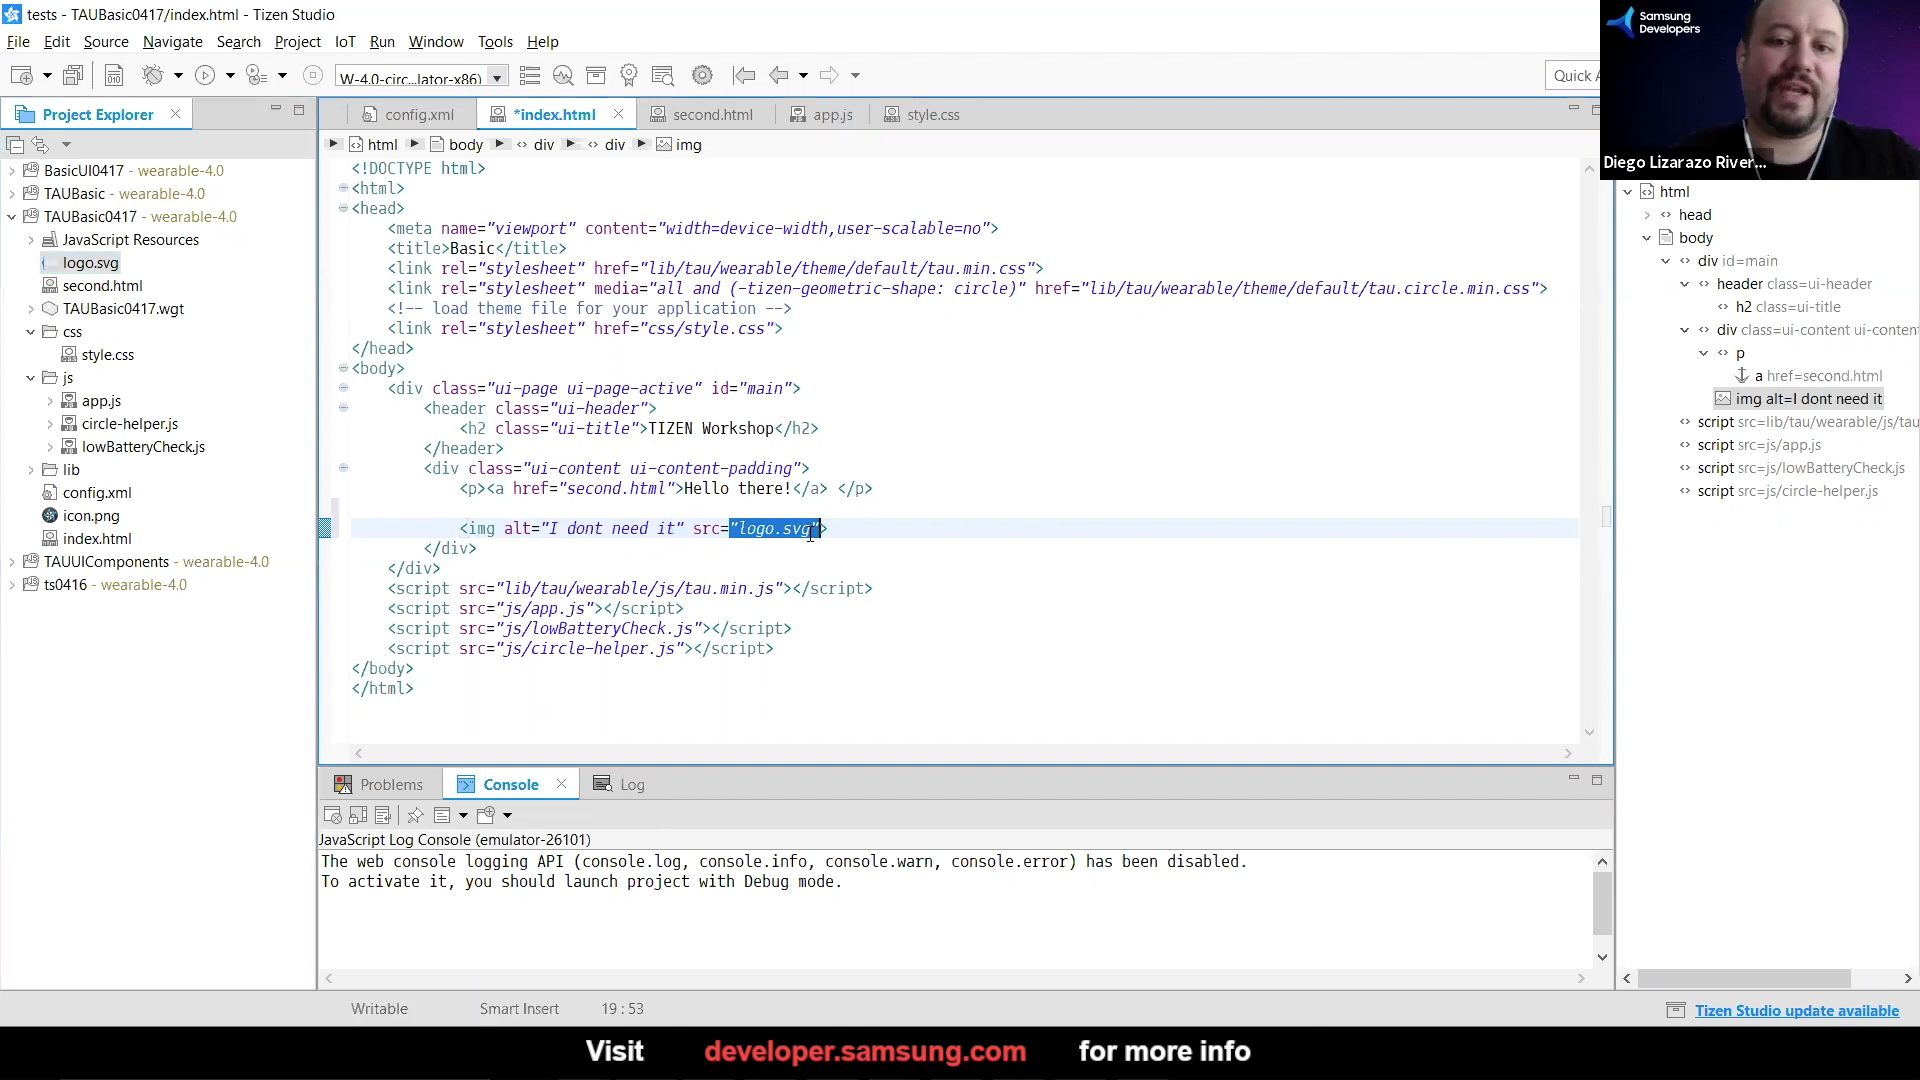 tests - TAUBasic0417/index.html - Tizen Studio
File Edit Source Navigate Search Project IoT Run Window Tools Help
W-4.0-circ...lator-x86)
Quick A
Samsung
Developers
Diego Lizarazo River...
Project Explorer
BasicUI0417 - wearable-4.0
TAUBasic - wearable-4.0
TAUBasic0417 - wearable-4.0
JavaScript Resources
logo.svg
second.html
TAUBasic0417.wgt
css
style.css
js
app.js
circle-helper.js
lowBatteryCheck.js
lib
config.xml
icon.png
index.html
TAUUIComponents - wearable-4.0
ts0416 - wearable-4.0
config.xml *index.html second.html app.js style.css
html body div div img
<!DOCTYPE html>
<html>
<head>
<meta name="viewport" content="width=device-width,user-scalable=no">
<title>Basic</title>
<link rel="stylesheet" href="lib/tau/wearable/theme/default/tau.min.css">
<link rel="stylesheet" media="all and (-tizen-geometric-shape: circle)" href="lib/tau/wearable/theme/default/tau.circle.min.css">
<!-- load theme file for your application -->
<link rel="stylesheet" href="css/style.css">
</head>
<body>
<div class="ui-page ui-page-active" id="main">
<header class="ui-header">
<h2 class="ui-title">TIZEN Workshop</h2>
</header>
<div class="ui-content ui-content-padding">
<p><a href="second.html">Hello there!</a> </p>
<img alt="I dont need it" src="logo.svg">
</div>
</div>
<script src="lib/tau/wearable/js/tau.min.js"></script>
<script src="js/app.js"></script>
<script src="js/lowBatteryCheck.js"></script>
<script src="js/circle-helper.js"></script>
</body>
</html>
html
head
body
div id=main
header class=ui-header
h2 class=ui-title
div class=ui-content ui-content
p
a href=second.html
img alt=I dont need it
script src=lib/tau/wearable/js/tau
script src=js/app.js
script src=js/lowBatteryCheck.js
script src=js/circle-helper.js
Problems Console Log
JavaScript Log Console (emulator-26101)
The web console logging API (console.log, console.info, console.warn, console.error) has been disabled.
To activate it, you should launch project with Debug mode.
Writable Smart Insert 19 : 53
Tizen Studio update available
Visit developer.samsung.com for more info